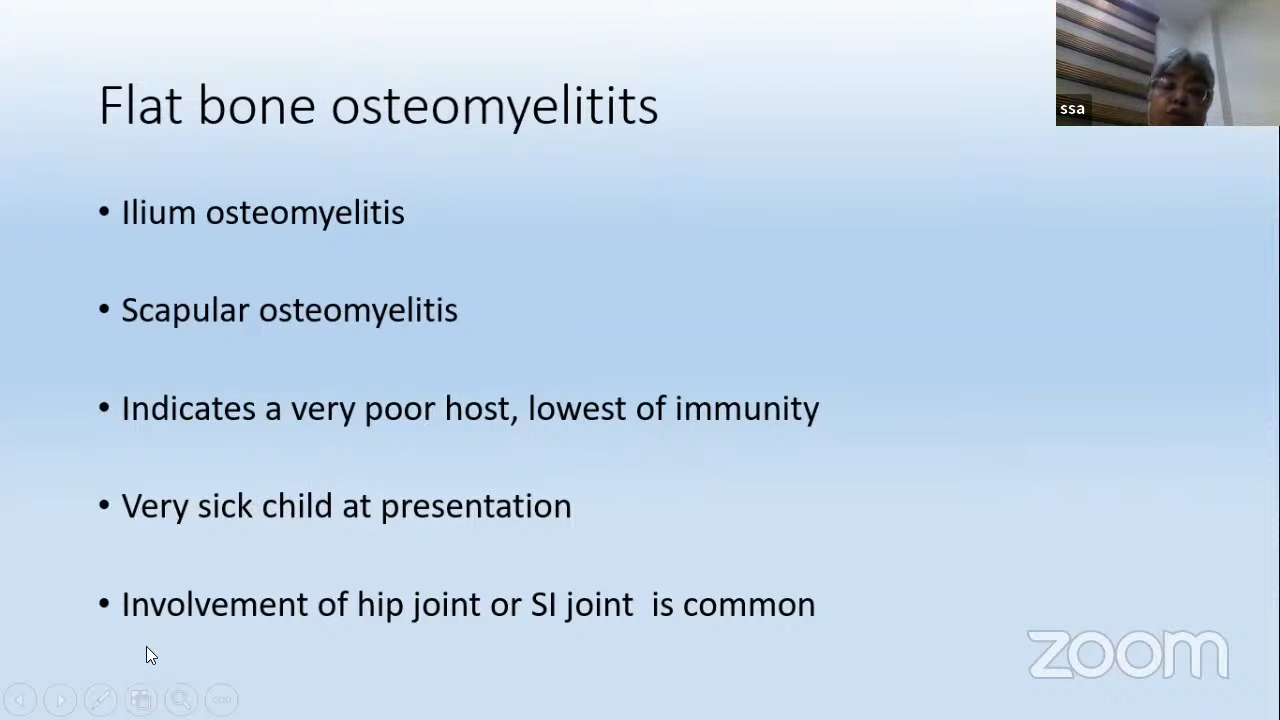 Flat bone osteomyelitits
ssa
• Ilium osteomyelitis
• Scapular osteomyelitis
• Indicates a very poor host, lowest of immunity
• Very sick child at presentation
• Involvement of hip joint or SI joint  is common
zoom